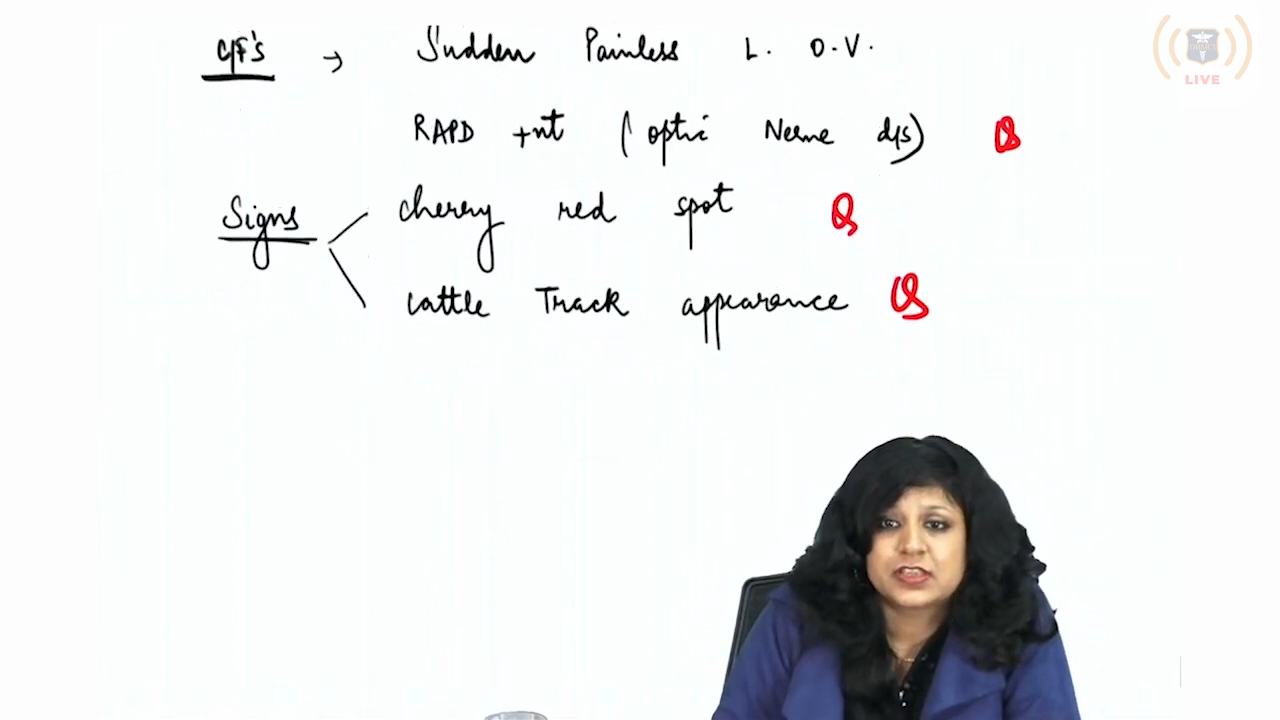 C/F's → Sudden Painless L. O.V.
RAPD +nt (optic Nerve d/s) Q
Signs cherry red spot Q
cattle Track appearance Q
LIVE